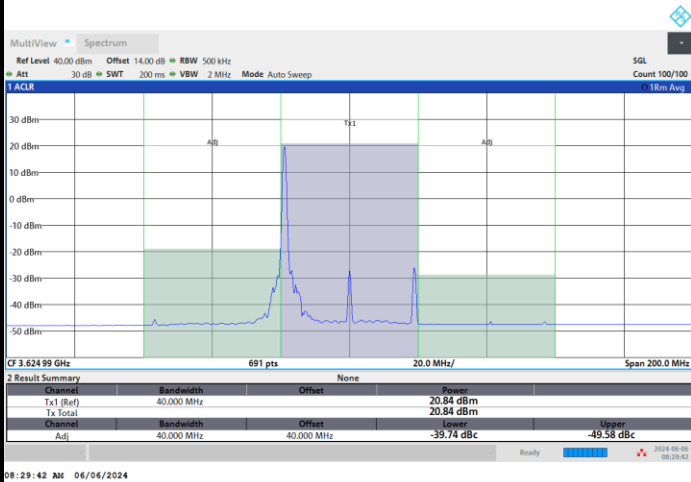 MultiView Spectrum
Ref Level 40.00 dBm Offset 14.00 dB RBW 500 kHz SGL
Att 30 dB SWT 200 ms VBW 2 MHz Mode Auto Sweep Count 100/100
1 ACLR 1Rm Avg
Tx1
Adj Adj
30 dBm
20 dBm
10 dBm
0 dBm
-10 dBm
-20 dBm
-30 dBm
-40 dBm
-50 dBm
CF 3.624 99 GHz 691 pts 20.0 MHz/ Span 200.0 MHz
2 Result Summary None
Channel Bandwidth Offset Power
Tx1 (Ref) 40.000 MHz 20.84 dBm
Tx Total 20.84 dBm
Channel Bandwidth Offset Lower Upper
Adj 40.000 MHz 40.000 MHz -39.74 dBc -49.58 dBc
Ready 2024-06-06
08:29:42
08:29:42 AM 06/06/2024